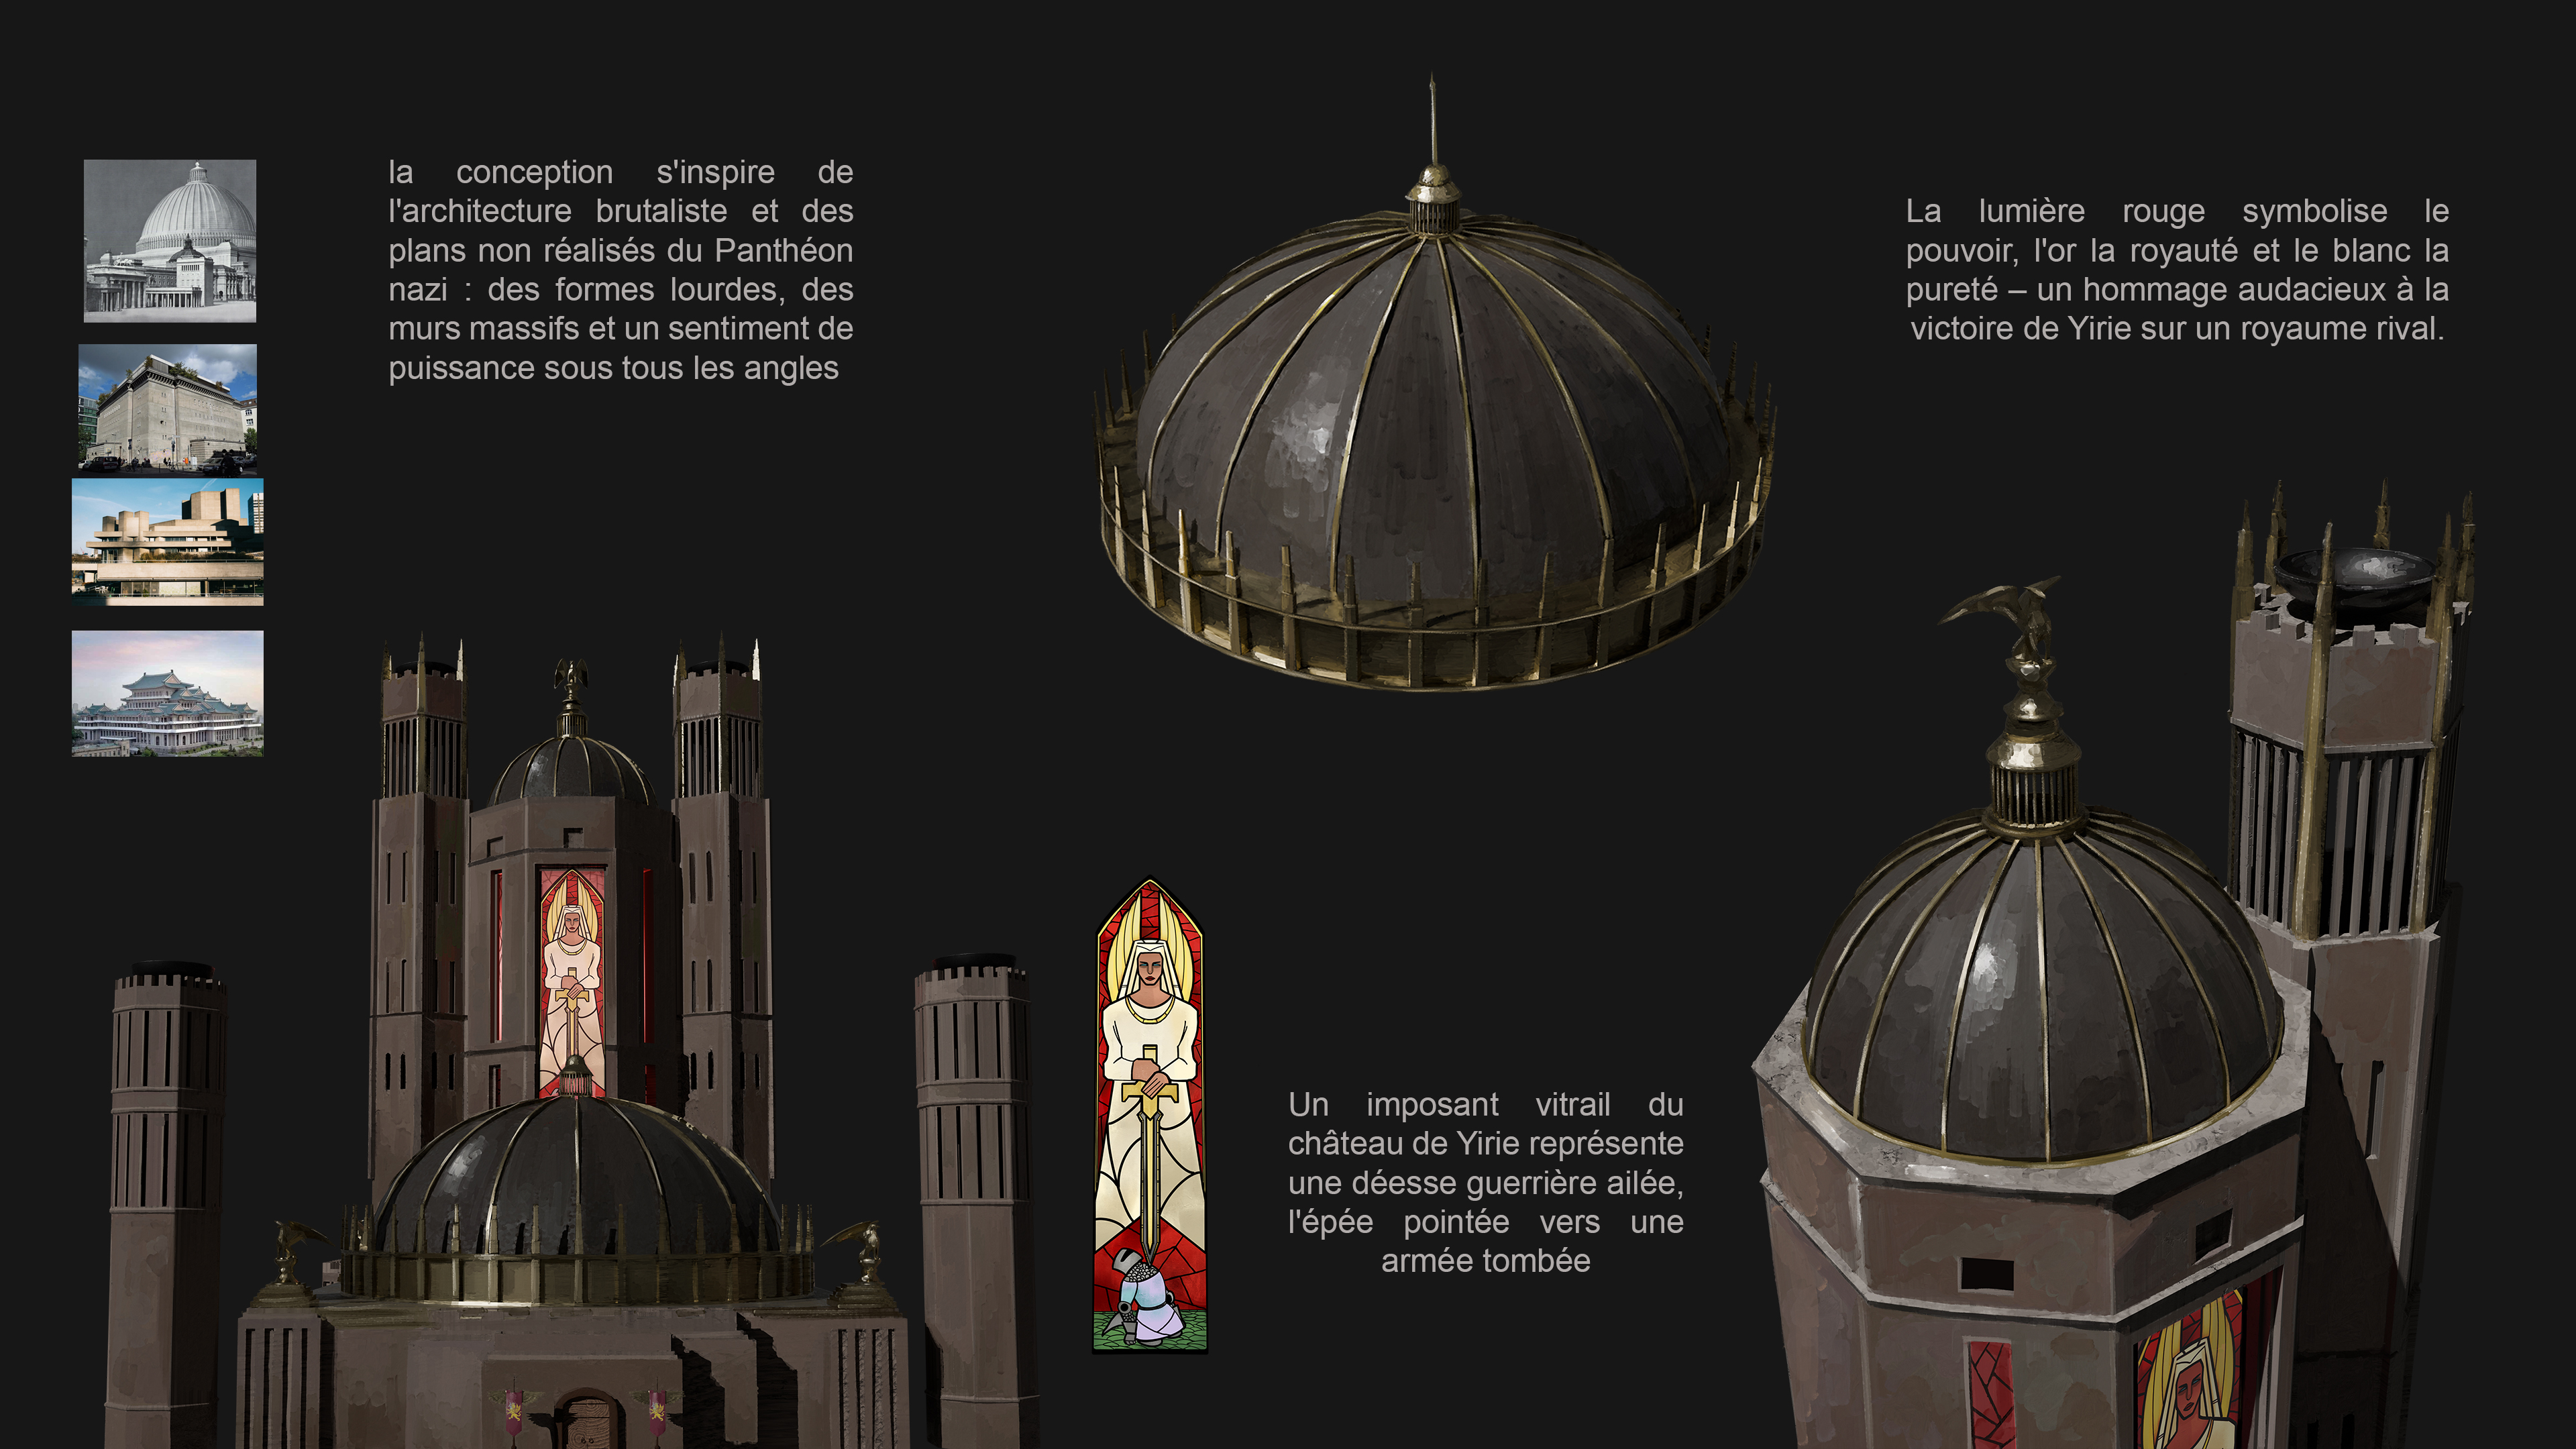 la conception s'inspire de
l'architecture brutaliste et des
plans non réalisés du Panthéon
nazi : des formes lourdes, des
murs massifs et un sentiment de
puissance sous tous les angles
La lumière rouge symbolise le
pouvoir, l'or la royauté et le blanc la
pureté – un hommage audacieux à la
victoire de Yirie sur un royaume rival.
Un imposant vitrail du
château de Yirie représente
une déesse guerrière ailée,
l'épée pointée vers une
armée tombée